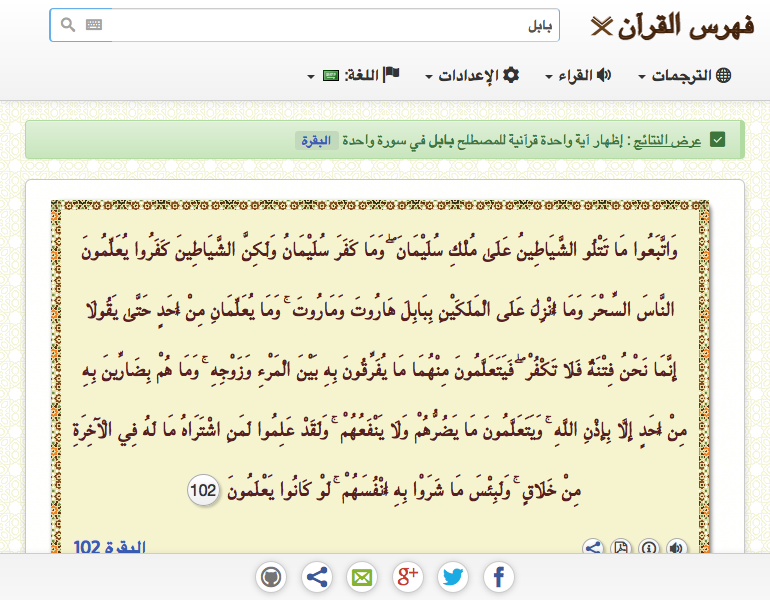 فهرس القرآن
بابل
الترجمات
القراء
الإعدادات
اللغة:
عرض النتائج : إظهار آية واحدة قرآنية للمصطلح بابل في سورة واحدة البقرة
وَاتَّبَعُوا مَا تَتْلُو الشَّيَاطِينُ عَلَىٰ مُلْكِ سُلَيْمَانَ ۖ وَمَا كَفَرَ سُلَيْمَانُ وَلَٰكِنَّ الشَّيَاطِينَ كَفَرُوا يُعَلِّمُونَ
النَّاسَ السِّحْرَ وَمَا أُنْزِلَ عَلَى الْمَلَكَيْنِ بِبَابِلَ هَارُوتَ وَمَارُوتَ ۚ وَمَا يُعَلِّمَانِ مِنْ أَحَدٍ حَتَّىٰ يَقُولَا
إِنَّمَا نَحْنُ فِتْنَةٌ فَلَا تَكْفُرْ ۖ فَيَتَعَلَّمُونَ مِنْهُمَا مَا يُفَرِّقُونَ بِهِ بَيْنَ الْمَرْءِ وَزَوْجِهِ ۚ وَمَا هُمْ بِضَارِّينَ بِهِ
مِنْ أَحَدٍ إِلَّا بِإِذْنِ اللَّهِ ۚ وَيَتَعَلَّمُونَ مَا يَضُرُّهُمْ وَلَا يَنْفَعُهُمْ ۚ وَلَقَدْ عَلِمُوا لَمَنِ اشْتَرَاهُ مَا لَهُ فِي الْآخِرَةِ
مِنْ خَلَاقٍ ۚ وَلَبِئْسَ مَا شَرَوْا بِهِ أَنْفُسَهُمْ ۚ لَوْ كَانُوا يَعْلَمُونَ 102
البقرة 102
g+